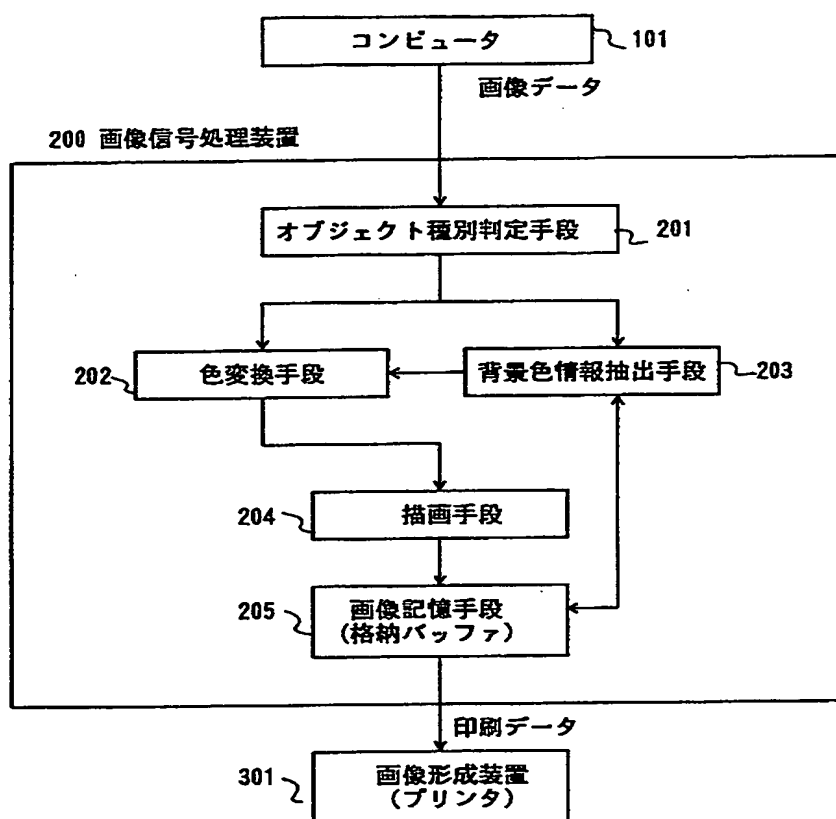 コンピュータ
101
画像データ
200 画像信号処理装置
オブジェクト種別判定手段
201
202
色変換手段
背景色情報抽出手段
203
204
描画手段
205
画像記憶手段
(格納バッファ)
印刷データ
301
画像形成装置
(プリンタ)